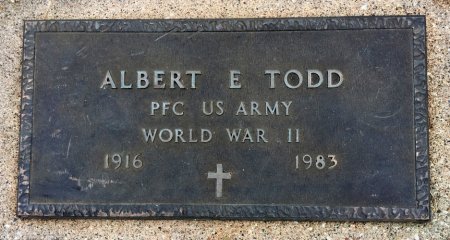 ALBERT E TODD
PFC US ARMY
WORLD WAR II
1916 1983